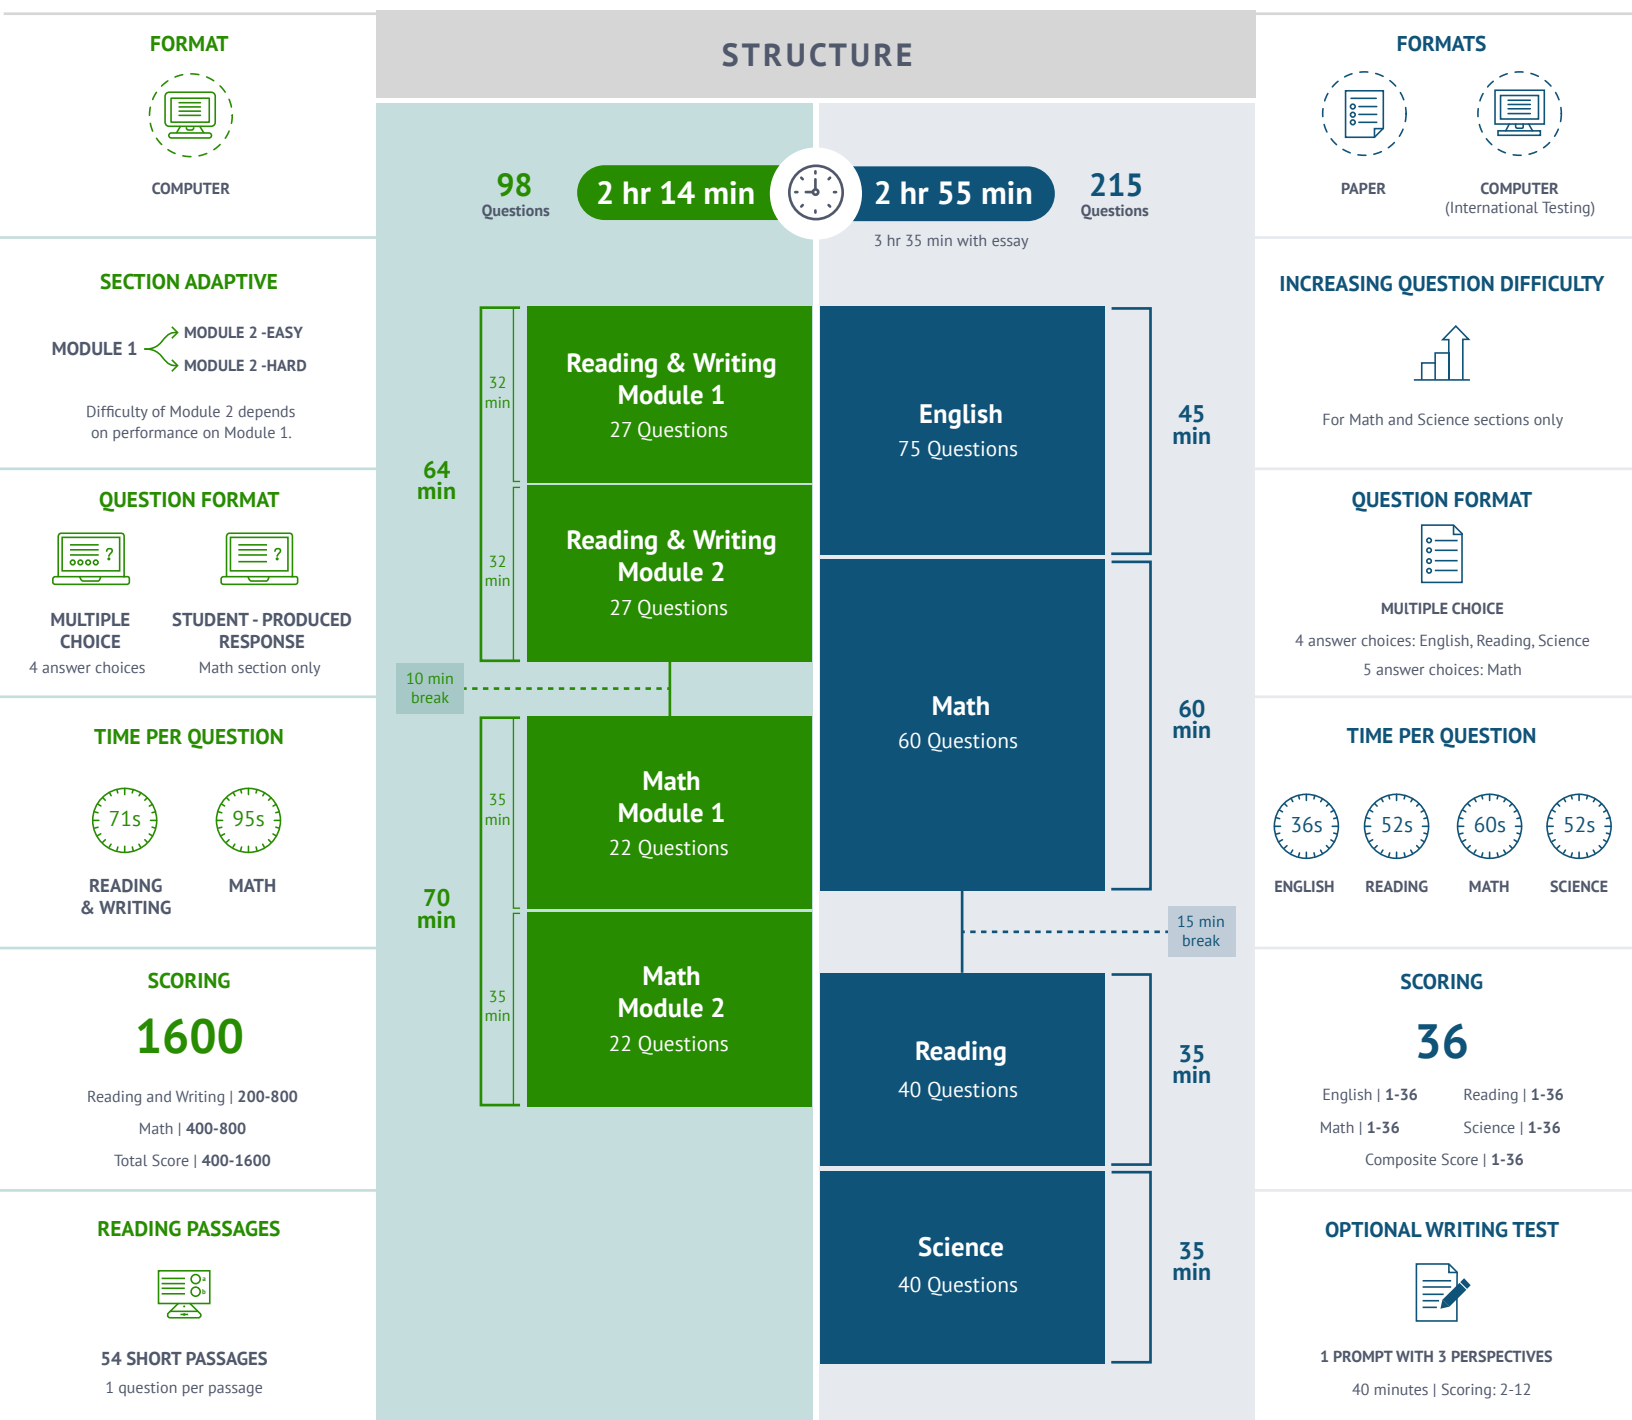 STRUCTURE
FORMAT
COMPUTER
SECTION ADAPTIVE
MODULE 1
MODULE 2 -EASY
MODULE 2 -HARD
Difficulty of Module 2 depends
on performance on Module 1.
QUESTION FORMAT
?
?
MULTIPLE
CHOICE
4 answer choices
STUDENT - PRODUCED
RESPONSE
Math section only
TIME PER QUESTION
71s
95s
READING
& WRITING
MATH
SCORING
1600
Reading and Writing | 200-800
Math | 400-800
Total Score | 400-1600
READING PASSAGES
a
b
54 SHORT PASSAGES
1 question per passage
98
Questions
2 hr 14 min
2 hr 55 min
215
Questions
3 hr 35 min with essay
64
min
32
min
Reading & Writing
Module 1
27 Questions
32
min
Reading & Writing
Module 2
27 Questions
10 min
break
70
min
35
min
Math
Module 1
22 Questions
35
min
Math
Module 2
22 Questions
English
75 Questions
45
min
Math
60 Questions
60
min
15 min
break
Reading
40 Questions
35
min
Science
40 Questions
35
min
FORMATS
PAPER
COMPUTER
(International Testing)
INCREASING QUESTION DIFFICULTY
For Math and Science sections only
QUESTION FORMAT
MULTIPLE CHOICE
4 answer choices: English, Reading, Science
5 answer choices: Math
TIME PER QUESTION
36s
52s
60s
52s
ENGLISH
READING
MATH
SCIENCE
SCORING
36
English | 1-36
Reading | 1-36
Math | 1-36
Science | 1-36
Composite Score | 1-36
OPTIONAL WRITING TEST
1 PROMPT WITH 3 PERSPECTIVES
40 minutes | Scoring: 2-12